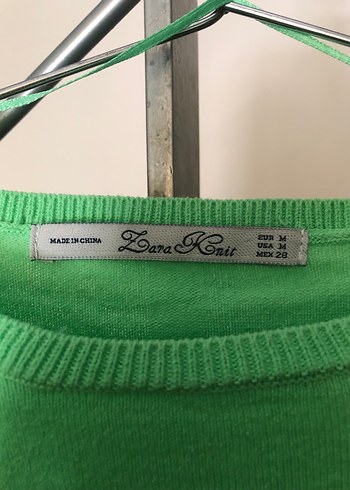 MADE IN CHINA
Zara Knit
EUR M
USA M
MEX 28